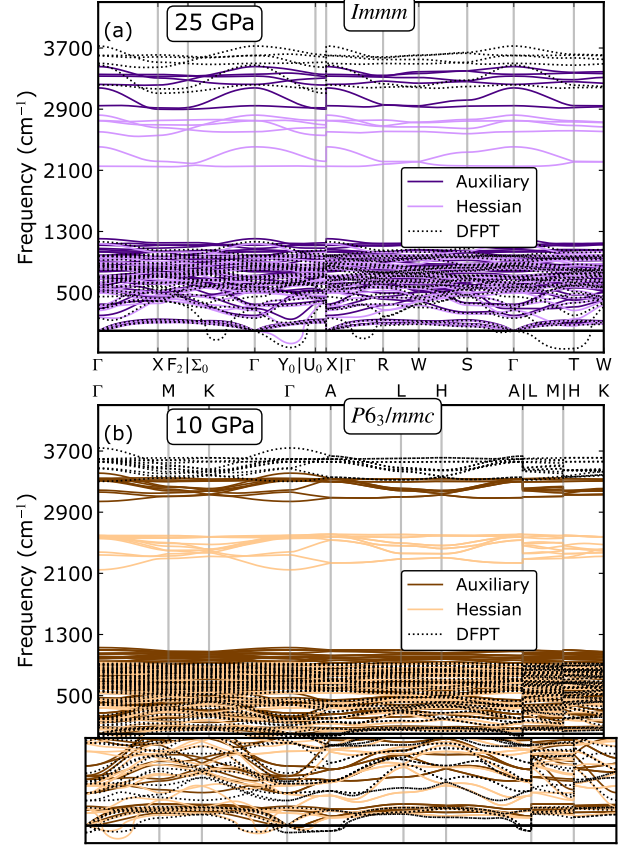 (a) 25 GPa Immm
3700
2900
2100
1300
500
Frequency (cm⁻¹)
Auxiliary
Hessian
DFPT
Γ X F₂|Σ₀ Γ Y₀|U₀ X|Γ R W S Γ T W
Γ M K Γ A L H A|L M|H K
(b) 10 GPa P6₃/mmc
3700
2900
2100
1300
500
Frequency (cm⁻¹)
Auxiliary
Hessian
DFPT